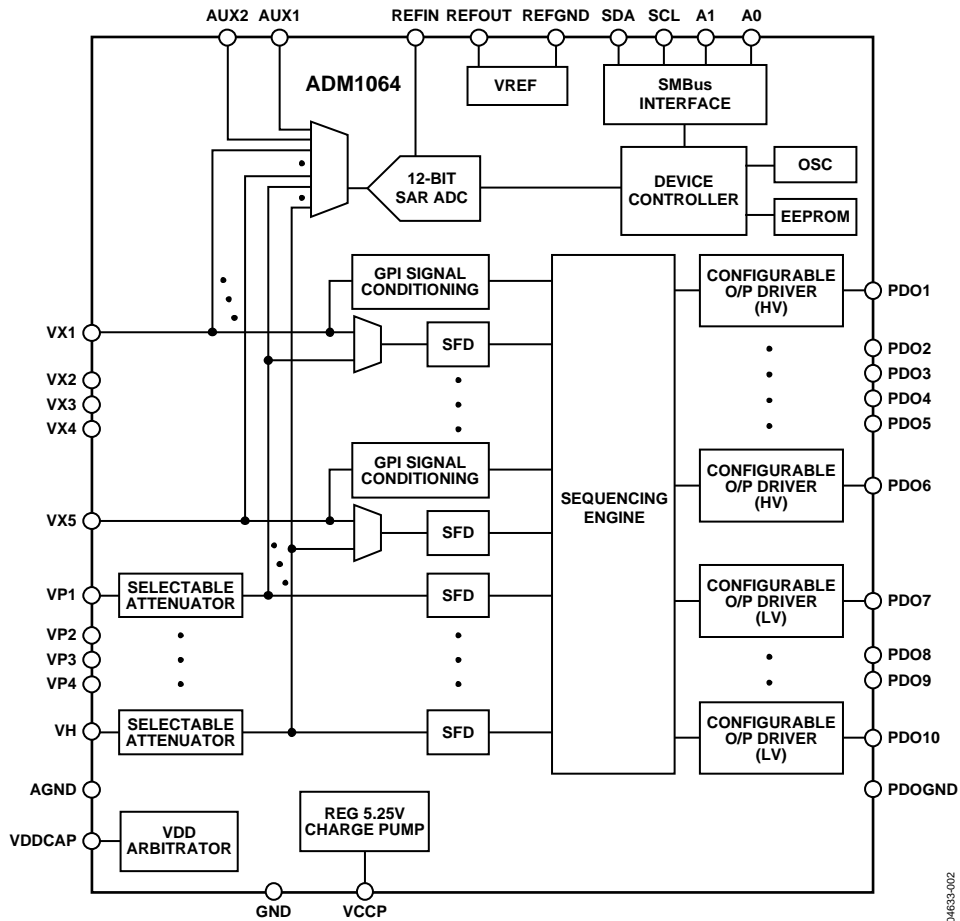 AUX2 AUX1 REFIN REFOUT REFGND SDA SCL A1 A0
ADM1064
VREF
SMBus
INTERFACE
12-BIT
SAR ADC
DEVICE
CONTROLLER
OSC
EEPROM
GPI SIGNAL
CONDITIONING
CONFIGURABLE
O/P DRIVER
(HV)
PDO1
VX1
SFD
PDO2
VX2
PDO3
VX3
PDO4
VX4
PDO5
GPI SIGNAL
CONDITIONING
SEQUENCING
ENGINE
CONFIGURABLE
O/P DRIVER
(HV)
PDO6
VX5
SFD
VP1
SELECTABLE
ATTENUATOR
SFD
CONFIGURABLE
O/P DRIVER
(LV)
PDO7
VP2
VP3
PDO8
VP4
PDO9
VH
SELECTABLE
ATTENUATOR
SFD
CONFIGURABLE
O/P DRIVER
(LV)
PDO10
AGND
PDOGND
VDDCAP
VDD
ARBITRATOR
REG 5.25V
CHARGE PUMP
GND
VCCP
04633-002